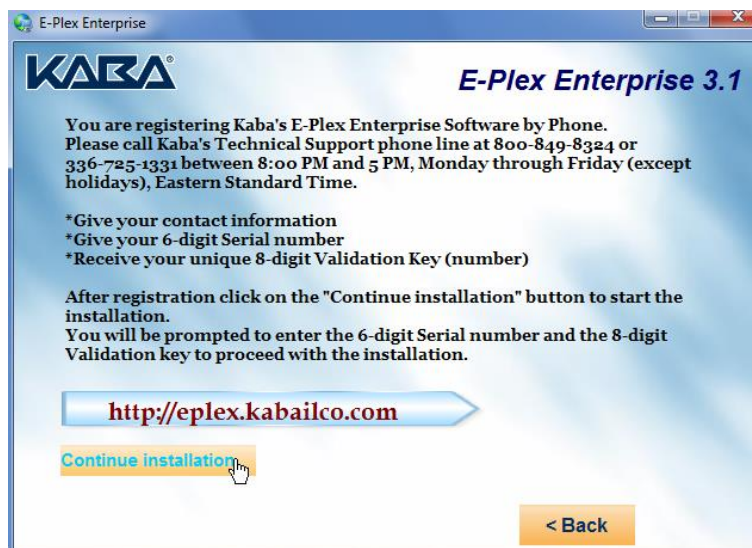 E-Plex Enterprise
KABA®
E-Plex Enterprise 3.1
You are registering Kaba's E-Plex Enterprise Software by Phone.
Please call Kaba's Technical Support phone line at 800-849-8324 or
336-725-1331 between 8:00 PM and 5 PM, Monday through Friday (except
holidays), Eastern Standard Time.
*Give your contact information
*Give your 6-digit Serial number
*Receive your unique 8-digit Validation Key (number)
After registration click on the "Continue installation" button to start the
installation.
You will be prompted to enter the 6-digit Serial number and the 8-digit
Validation key to proceed with the installation.
http://eplex.kabailco.com
Continue installation
< Back